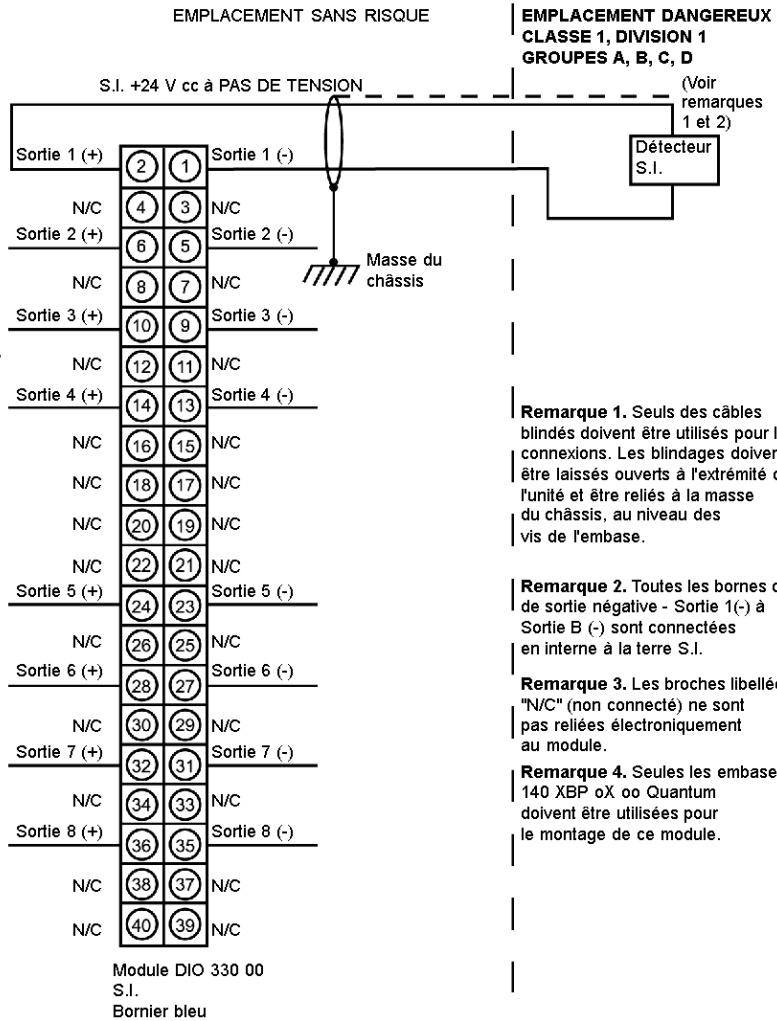 EMPLACEMENT SANS RISQUE
EMPLACEMENT DANGEREUX
CLASSE 1, DIVISION 1
GROUPES A, B, C, D
S.I. +24 V cc à PAS DE TENSION
(Voir
remarques
1 et 2)
Détecteur
S.I.
Sortie 1 (+) 2 1 Sortie 1 (-)
N/C 4 3 N/C
Sortie 2 (+) 6 5 Sortie 2 (-)
Masse du
châssis
N/C 8 7 N/C
Sortie 3 (+) 10 9 Sortie 3 (-)
N/C 12 11 N/C
Sortie 4 (+) 14 13 Sortie 4 (-)
N/C 16 15 N/C
N/C 18 17 N/C
N/C 20 19 N/C
N/C 22 21 N/C
Sortie 5 (+) 24 23 Sortie 5 (-)
N/C 26 25 N/C
Sortie 6 (+) 28 27 Sortie 6 (-)
N/C 30 29 N/C
Sortie 7 (+) 32 31 Sortie 7 (-)
N/C 34 33 N/C
Sortie 8 (+) 36 35 Sortie 8 (-)
N/C 38 37 N/C
N/C 40 39 N/C
Remarque 1. Seuls des câbles
blindés doivent être utilisés pour
connexions. Les blindages
être laissés ouverts à l'extrémité
l'unité et être reliés à la masse
du châssis, au niveau des
vis de l'embase.
Remarque 2. Toutes les bornes
de sortie négative - Sortie 1(-) à
Sortie B (-) sont connectées
en interne à la terre S.I.
Remarque 3. Les broches
"N/C" (non connecté) ne sont
pas reliées électroniquement
au module.
Remarque 4. Seules les
140 XBP oX oo Quantum
doivent être utilisées pour
le montage de ce module.
Module DIO 330 00
S.I.
Bornier bleu